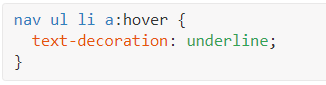 nav ul li a:hover {
  text-decoration: underline;
}